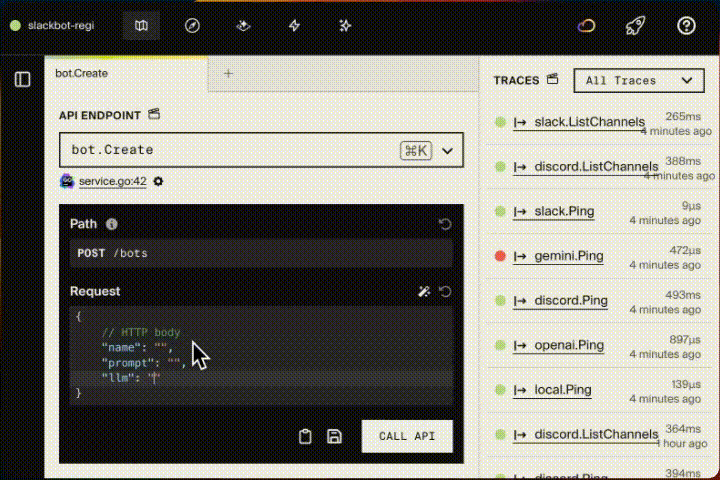 slackbot-regi
bot.Create
+
API ENDPOINT
bot.Create
⌘K
service.go:42
Path
POST /bots
Request
{
// HTTP body
"name": "",
"prompt": "",
"llm": ""
}
CALL API
TRACES
All Traces
slack.ListChannels 265ms
4 minutes ago
discord.ListChannels 388ms
4 minutes ago
slack.Ping 9µs
4 minutes ago
gemini.Ping 472µs
4 minutes ago
discord.Ping 493ms
4 minutes ago
openai.Ping 897µs
4 minutes ago
local.Ping 139µs
4 minutes ago
discord.ListChannels 364ms
1 hour ago
discord.Ping 394ms